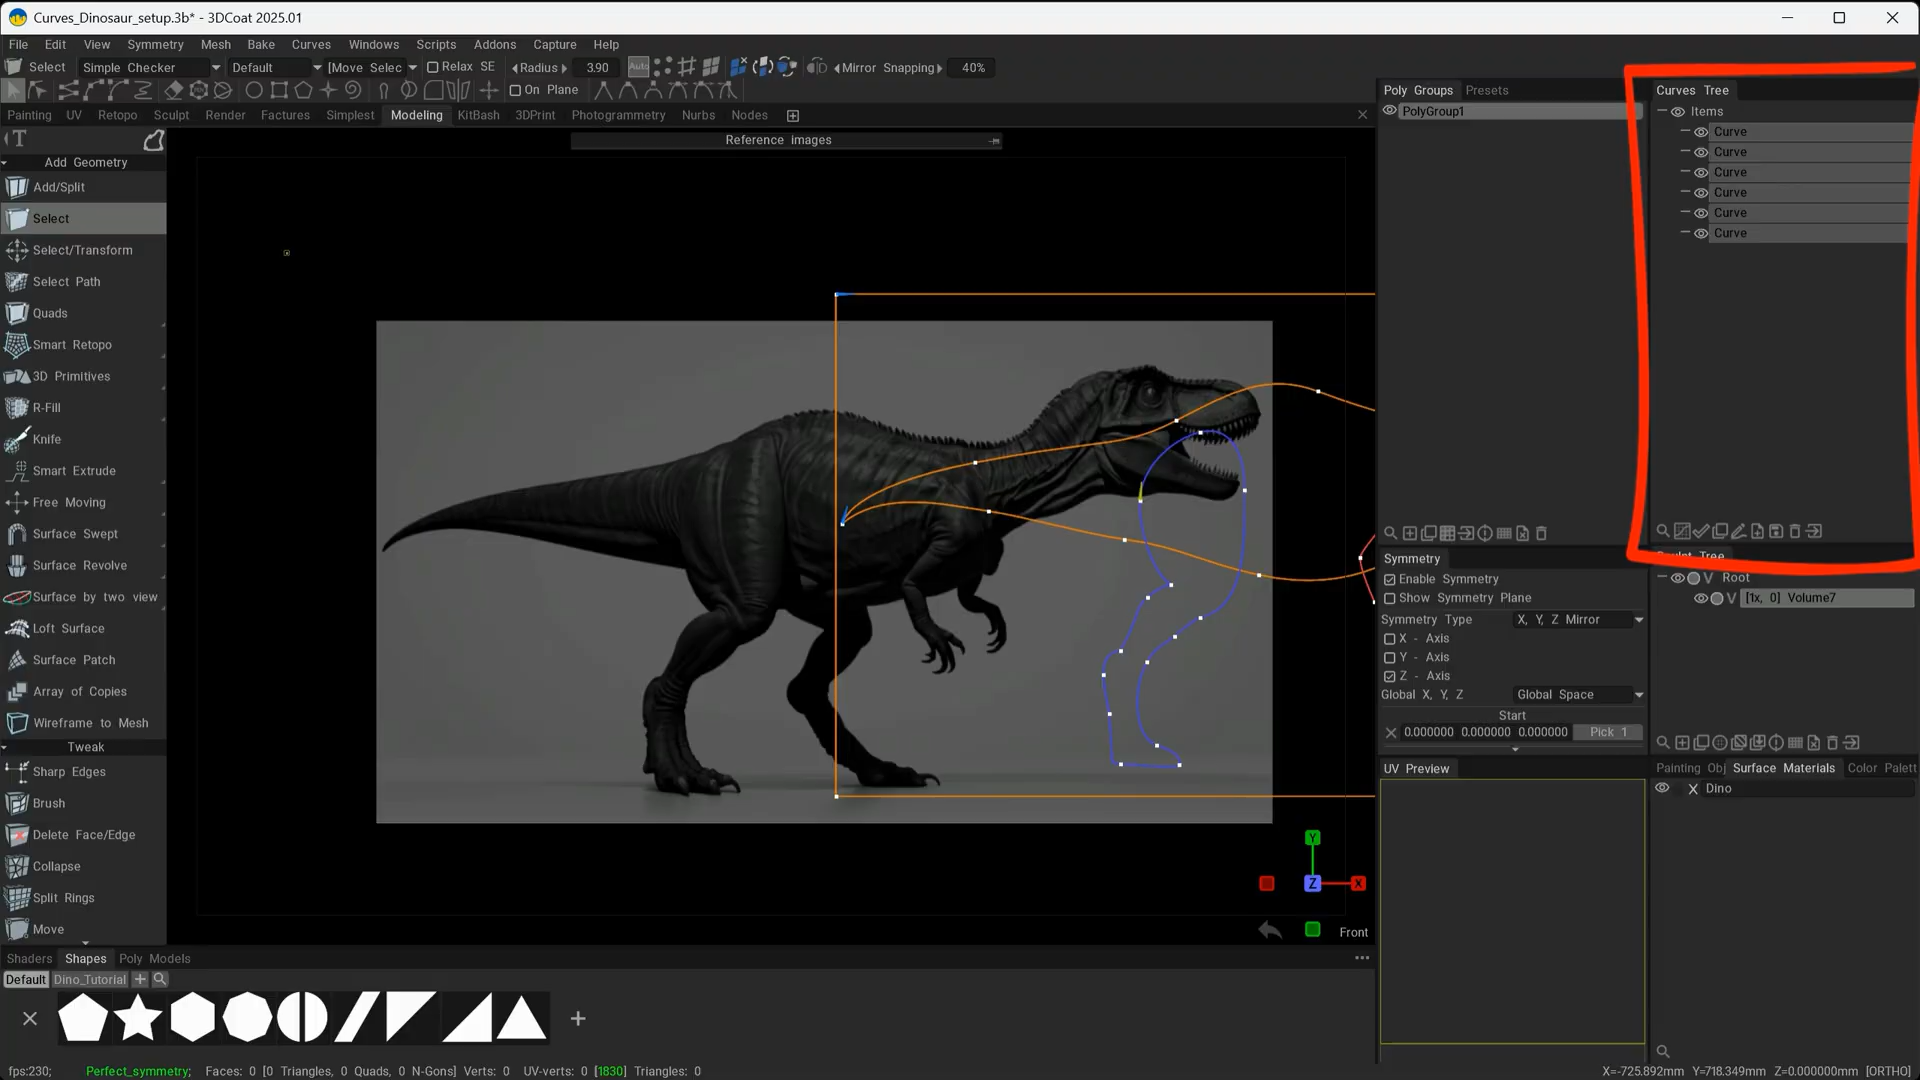 Curves_Dinosaur_setup.3b* - 3DCoat 2025.01
File Edit View Symmetry Mesh Bake Curves Windows Scripts Addons Capture Help
Select Simple Checker Default [Move Selec Relax SE Radius 3.90 Auto Mirror Snapping 40%
On Plane
Painting UV Retopo Sculpt Render Factures Simplest Modeling KitBash 3DPrint Photogrammetry Nurbs Nodes
Reference images
T
Add Geometry
Add/Split
Select
Select/Transform
Select Path
Quads
Smart Retopo
3D Primitives
R-Fill
Knife
Smart Extrude
Free Moving
Surface Swept
Surface Revolve
Surface by two view
Loft Surface
Surface Patch
Array of Copies
Wireframe to Mesh
Tweak
Sharp Edges
Brush
Delete Face/Edge
Collapse
Split Rings
Move
Y
Z
X
Front
Poly Groups Presets
PolyGroup1
Curves Tree
Items
Curve
Curve
Curve
Curve
Curve
Curve
Symmetry
Enable Symmetry
Show Symmetry Plane
Symmetry Type X, Y, Z Mirror
X - Axis
Y - Axis
Z - Axis
Global X, Y, Z Global Space
Start
0.000000 0.000000 0.000000 Pick 1
Sculpt Tree
V Root
V [1x, 0] Volume7
UV Preview
Painting Obj Surface Materials Color Palett
X Dino
Shaders Shapes Poly Models
Default Dino_Tutorial
fps:230; Perfect_symmetry; Faces: 0 [0 Triangles, 0 Quads, 0 N-Gons] Verts: 0 UV-verts: 0 [1830] Triangles: 0
X=-725.892mm Y=718.349mm Z=0.000000mm [ORTHO]